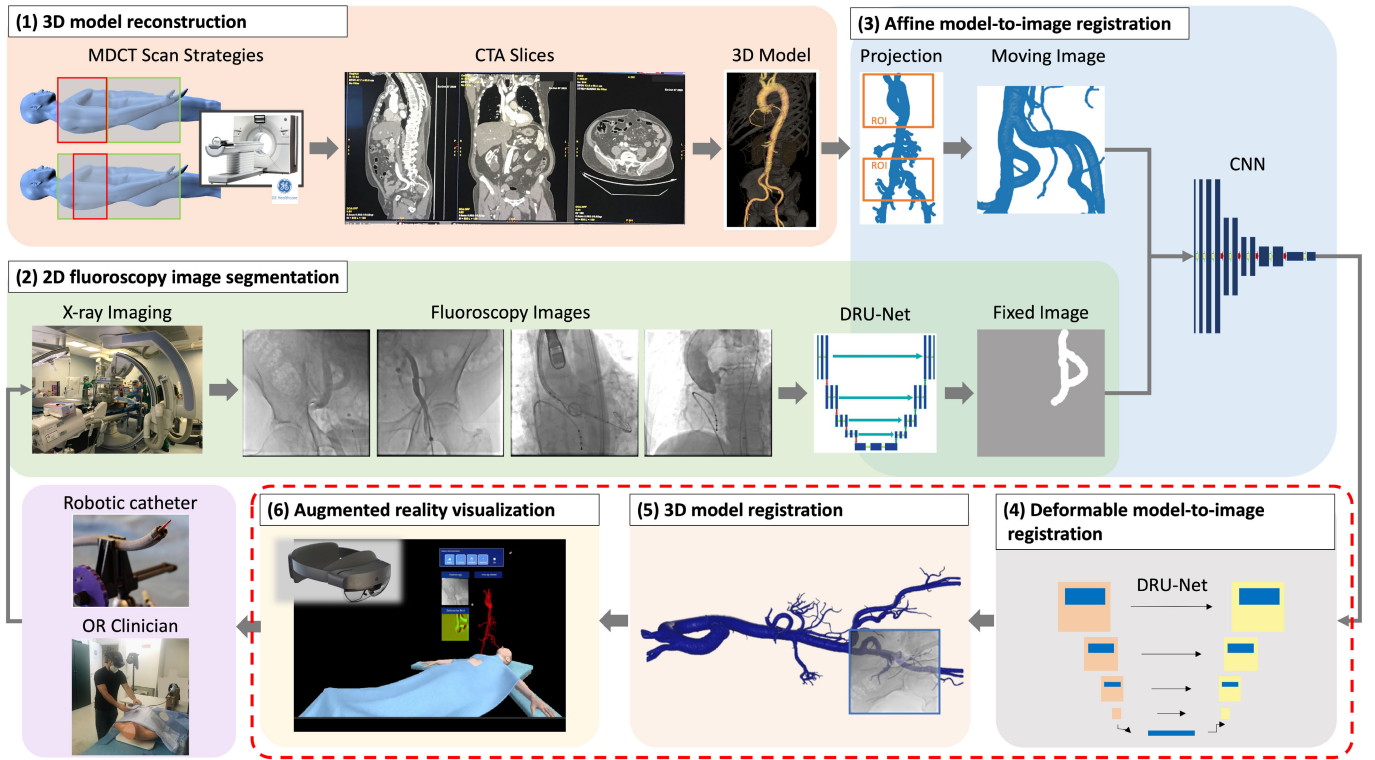 (1) 3D model reconstruction
MDCT Scan Strategies
CTA Slices
3D Model
(3) Affine model-to-image registration
Projection
Moving Image
ROI
ROI
CNN
(2) 2D fluoroscopy image segmentation
X-ray Imaging
Fluoroscopy Images
DRU-Net
Fixed Image
Robotic catheter
OR Clinician
(6) Augmented reality visualization
(5) 3D model registration
(4) Deformable model-to-image
registration
DRU-Net